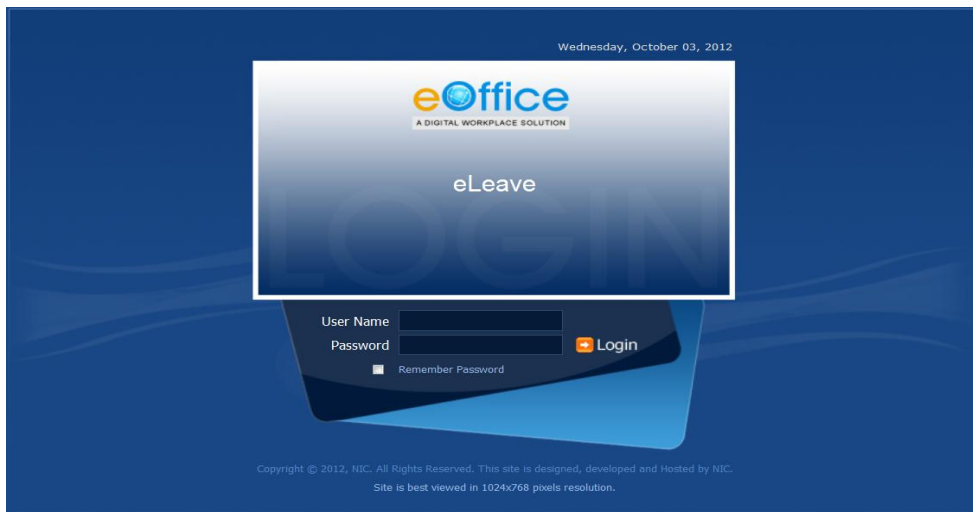 Wednesday, October 03, 2012
eOffice
A DIGITAL WORKPLACE SOLUTION
eLeave
LOGIN
User Name
Password
Login
Remember Password
Copyright © 2012, NIC. All Rights Reserved. This site is designed, developed and Hosted by NIC.
Site is best viewed in 1024x768 pixels resolution.